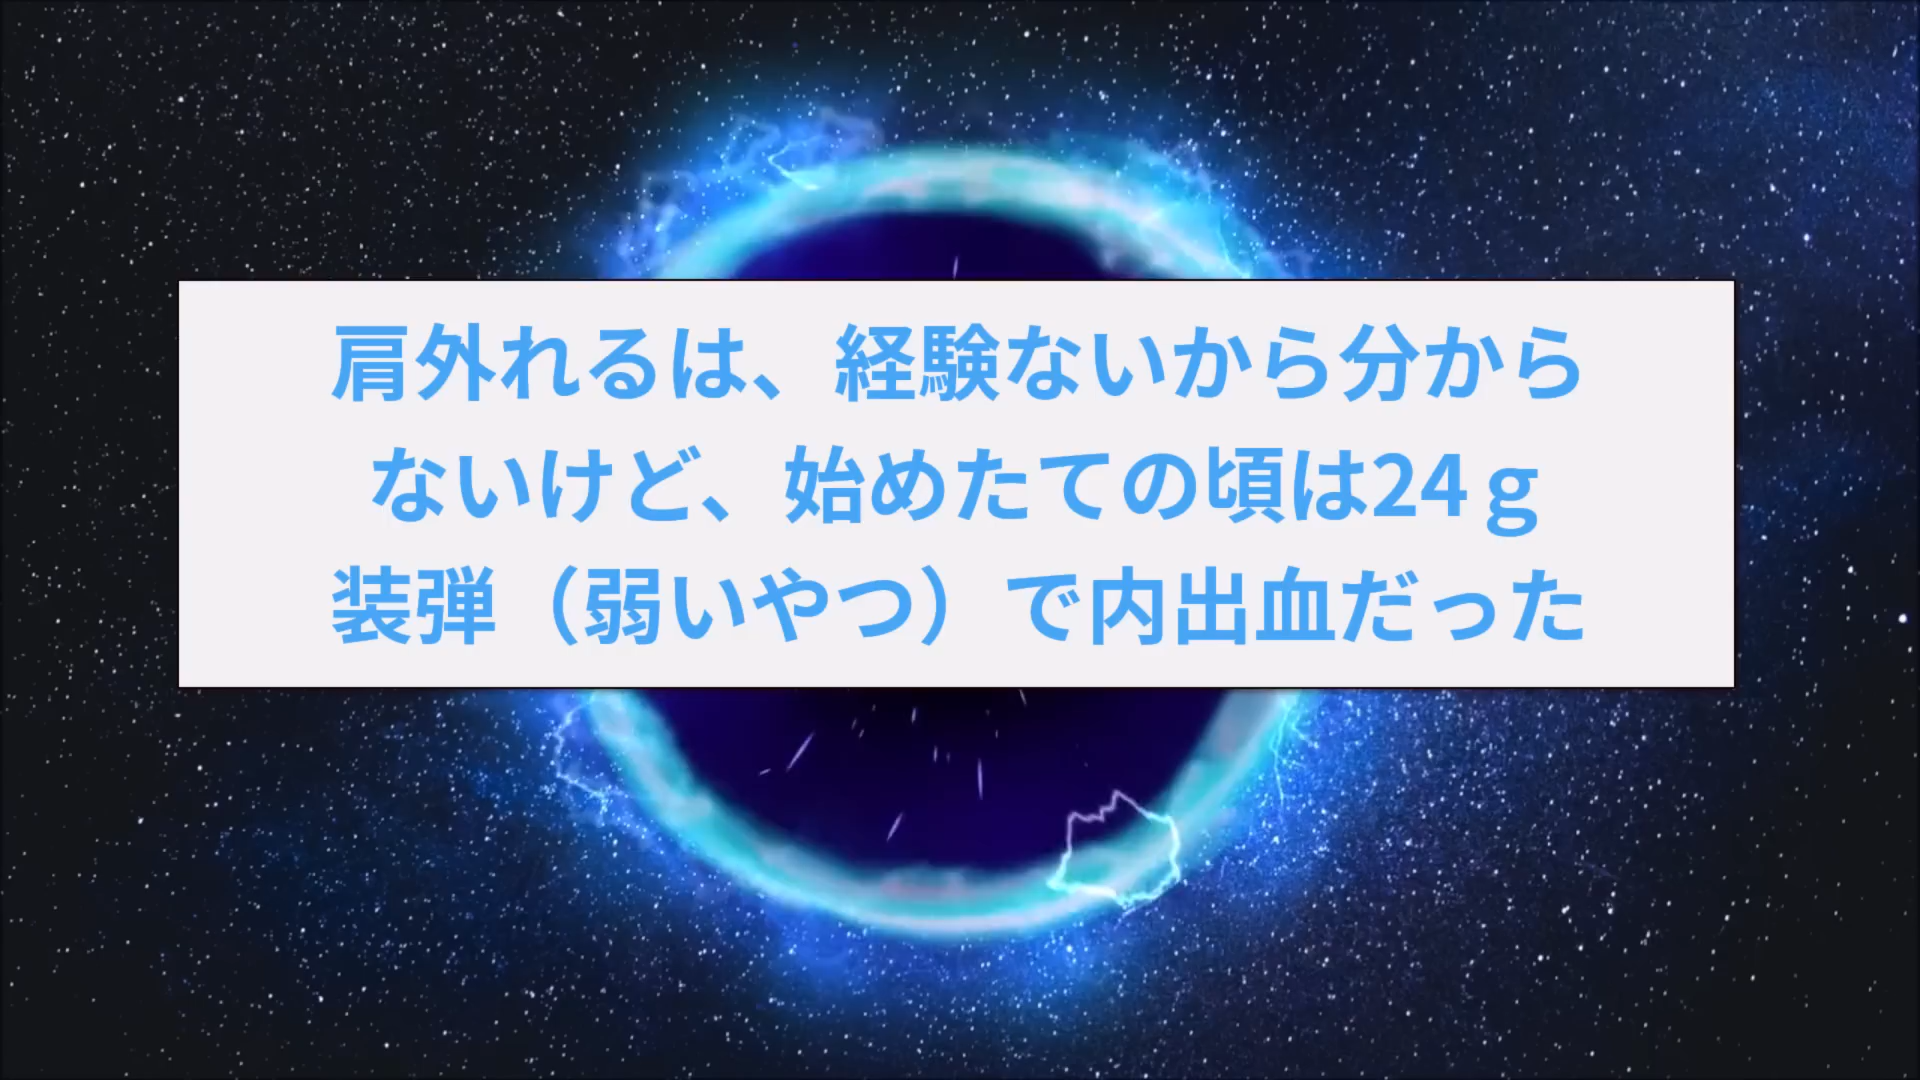 肩外れるは、経験ないから分から
ないけど、始めたての頃は24ｇ
装弾（弱いやつ）で内出血だった